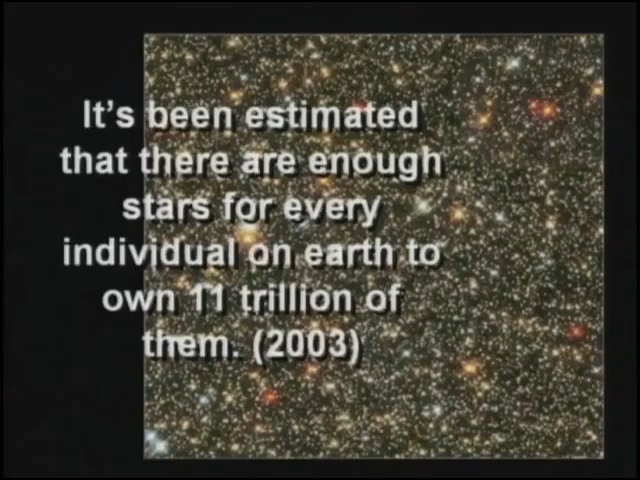 It's been estimated
that there are enough
stars for every
individual on earth to
own 11 trillion of
them. (2003)